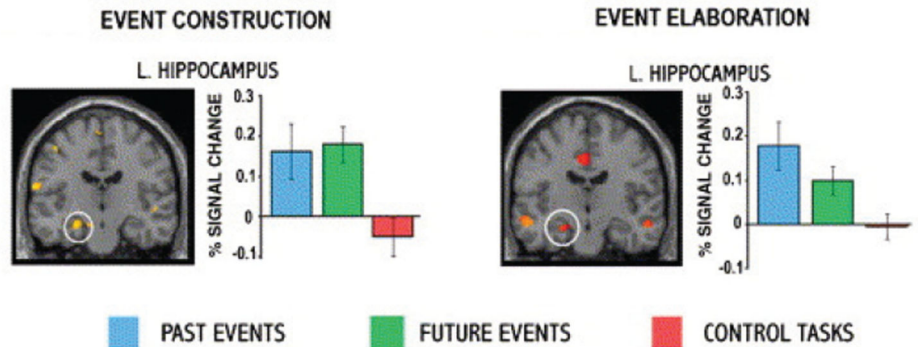 EVENT CONSTRUCTION
L. HIPPOCAMPUS
% SIGNAL CHANGE
0.3
0.2
0.1
0
-0.1
EVENT ELABORATION
L. HIPPOCAMPUS
% SIGNAL CHANGE
0.3
0.2
0.1
0
-0.1
PAST EVENTS
FUTURE EVENTS
CONTROL TASKS